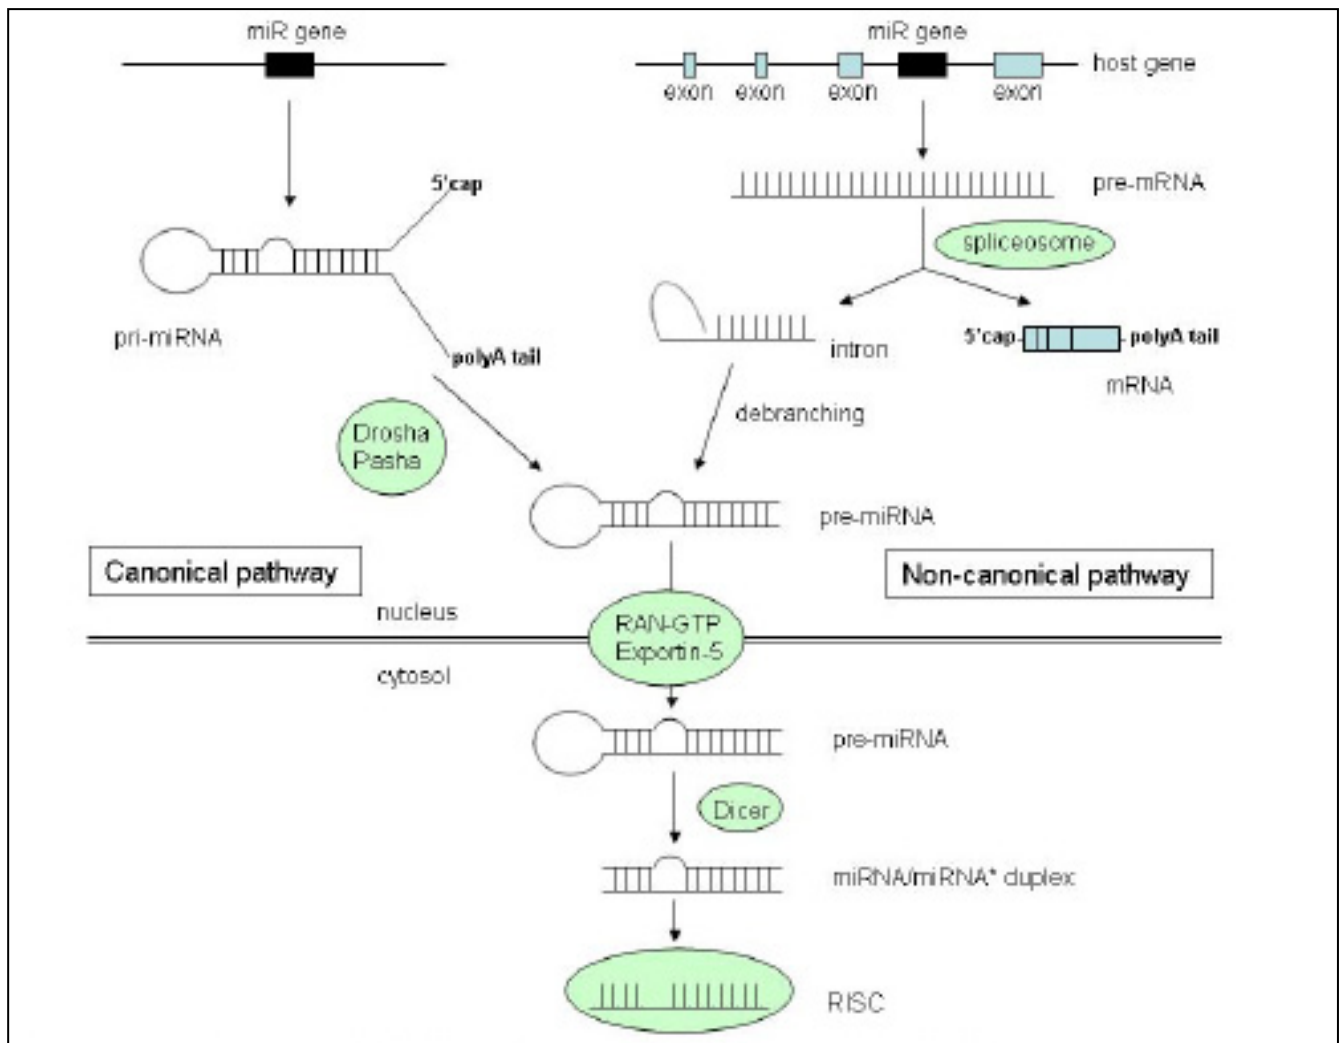 miR gene
miR gene
host gene
exon exon exon exon
pre-mRNA
5'cap
spliceosome
pri-miRNA
polyA tail
intron
5'cap polyA tail
mRNA
debranching
Drosha
Pasha
pre-miRNA
Canonical pathway
Non-canonical pathway
nucleus
RAN-GTP
Exportin-5
cytosol
pre-miRNA
Dicer
miRNA/miRNA* duplex
RISC